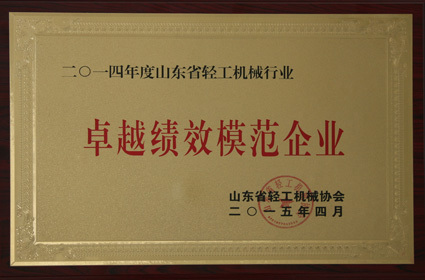 二〇一四年度山东省轻工机械行业
卓越绩效模范企业
山东省轻工机械协会
二〇一五年四月